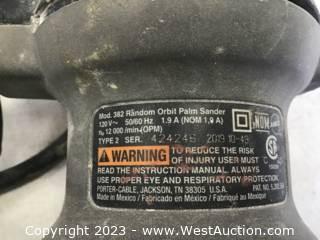 Mod. 382 Random Orbit Palm Sander
120 V~ 50/60 Hz 1.9 A (NOM 1,9 A)
n₀ 12 000 /min (OPM)
TYPE 2 SER. 424246 2019 10-49
NOM
WARNING TO REDUCE THE RISK
OF INJURY USER MUST
READ THE INSTRUCTION MANUAL. ALWAYS
USE PROPER EYE AND RESPIRATORY PROTECTION.
PORTER-CABLE, JACKSON, TN 38305 U.S.A.
Made in Mexico / Fabricado en México / Fabriqué au Mexique
Copyright 2023 - www.WestAuction.com